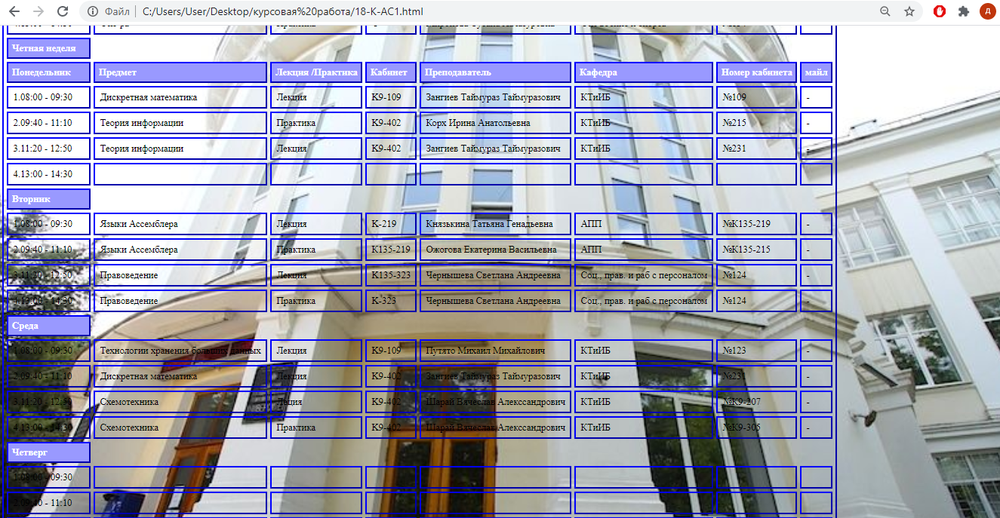 Файл C:/Users/User/Desktop/курсовая%20работа/18-К-АС1.html Д
Четная неделя
Понедельник Предмет Лекция /Практика Кабинет Преподаватель Кафедра Номер кабинета майл
1.08:00 - 09:30 Дискретная математика Лекция К9-109 Зангиев Таймураз Таймуразович КТиИБ №109 -
2.09:40 - 11:10 Теория информации Практика К9-402 Корх Ирина Анатольевна КТиИБ №215 -
3.11:20 - 12:50 Теория информации Лекция К9-402 Зангиев Таймураз Таймуразович КТиИБ №231 -
4.13:00 - 14:30
Вторник
1.08:00 - 09:30 Языки Ассемблера Лекция К-219 Князькина Татьяна Генадьевна АПП №К135-219 -
2.09:40 - 11:10 Языки Ассемблера Практика К135-219 Ожогова Екатерина Васильевна АПП №К135-215 -
3.11:20 - 12:50 Правоведение Лекция К135-323 Чернышева Светлана Андреевна Соц., прав. и раб с персоналом №124 -
4.13:00 - 14:30 Правоведение Практика К-323 Чернышева Светлана Андреевна Соц., прав. и раб с персоналом №124 -
Среда
1.08:00 - 09:30 Технологии хранения больших данных Лекция К9-109 Путято Михаил Михайлович КТиИБ №123 -
2.09:40 - 11:10 Дискретная математика Лекция К9-402 Зангиев Таймураз Таймуразович КТиИБ №231 -
3.11:20 - 12:50 Схемотехника Лкция К9-402 Шарай Вячеслав Алекссандрович КТиИБ №К9-207 -
4.13:00 - 14:30 Схемотехника Практика К9-402 Шарай Вячеслав Алекссандрович КТиИБ №К9-305 -
Четверг
1.08:00 - 09:30
2.09:40 - 11:10